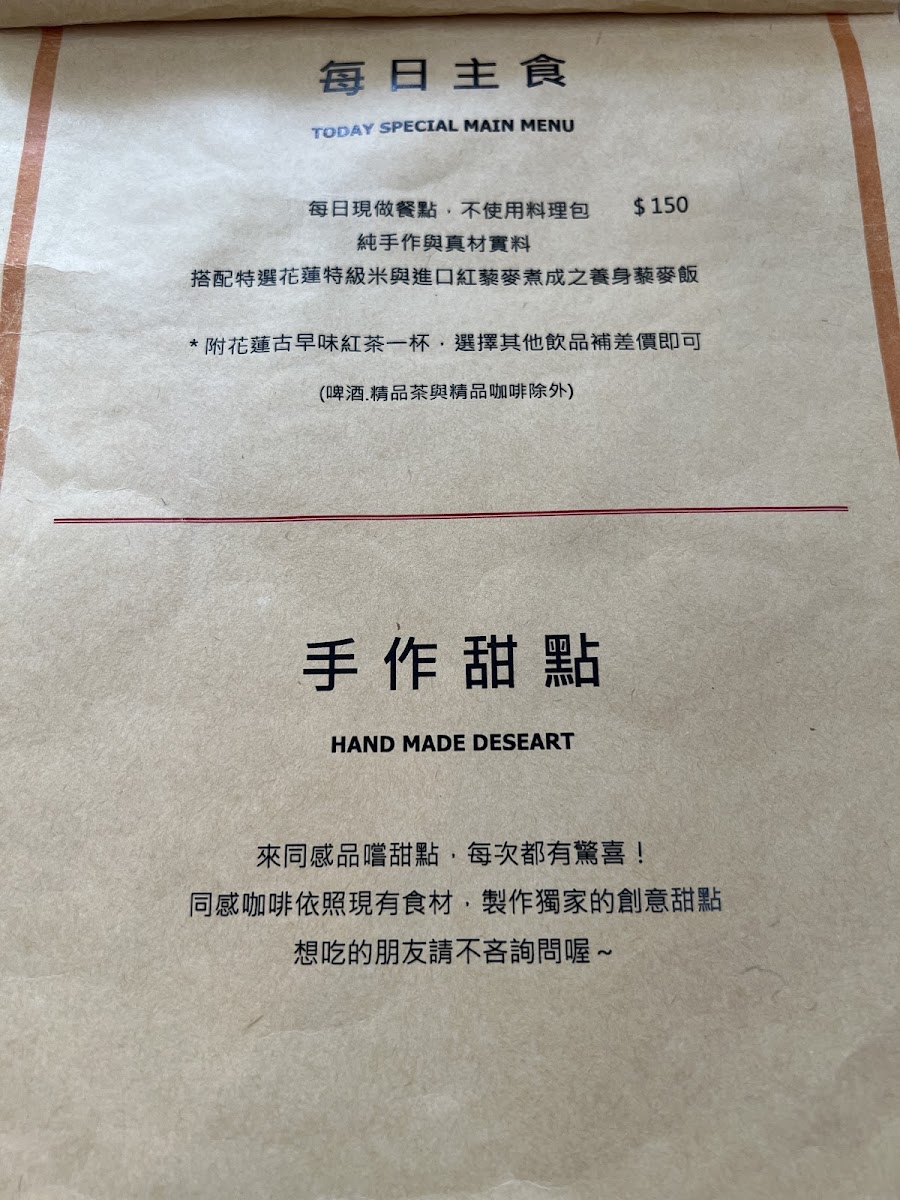 每日主食
TODAY SPECIAL MAIN MENU
每日現做餐點，不使用料理包 $150
純手作與真材實料
搭配特選花蓮特級米與進口紅藜麥煮成之養身藜麥飯
* 附花蓮古早味紅茶一杯，選擇其他飲品補差價即可
(啤酒.精品茶與精品咖啡除外)
手作甜點
HAND MADE DESEART
來同感品嚐甜點，每次都有驚喜！
同感咖啡依照現有食材，製作獨家的創意甜點
想吃的朋友請不吝詢問喔～